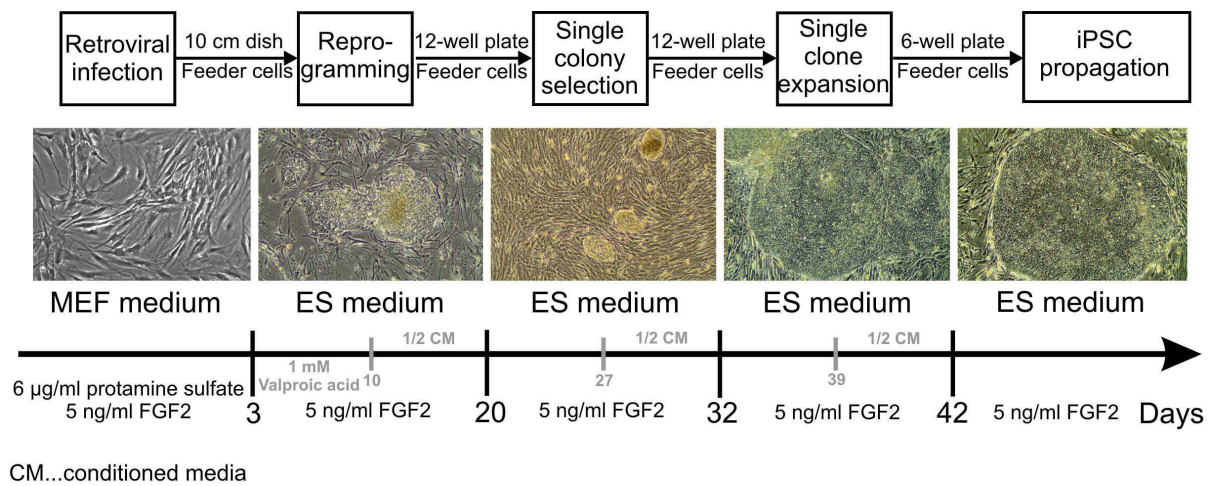 Retroviral
infection
10 cm dish
Feeder cells
Repro-
gramming
12-well plate
Feeder cells
Single
colony
selection
12-well plate
Feeder cells
Single
clone
expansion
6-well plate
Feeder cells
iPSC
propagation
MEF medium
ES medium
ES medium
ES medium
ES medium
1/2 CM
1/2 CM
1/2 CM
1 mM
Valproic acid
10
27
39
6 µg/ml protamine sulfate
5 ng/ml FGF2
3
5 ng/ml FGF2
20
5 ng/ml FGF2
32
5 ng/ml FGF2
42
5 ng/ml FGF2
Days
CM...conditioned media